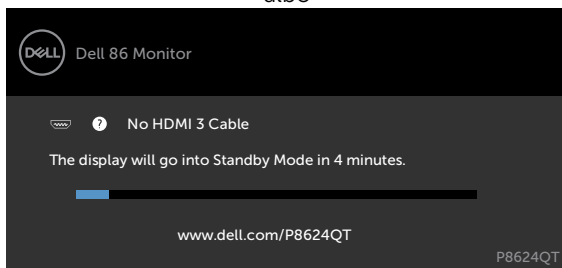 albo
DELL
Dell 86 Monitor
? No HDMI 3 Cable
The display will go into Standby Mode in 4 minutes.
www.dell.com/P8624QT
P8624QT